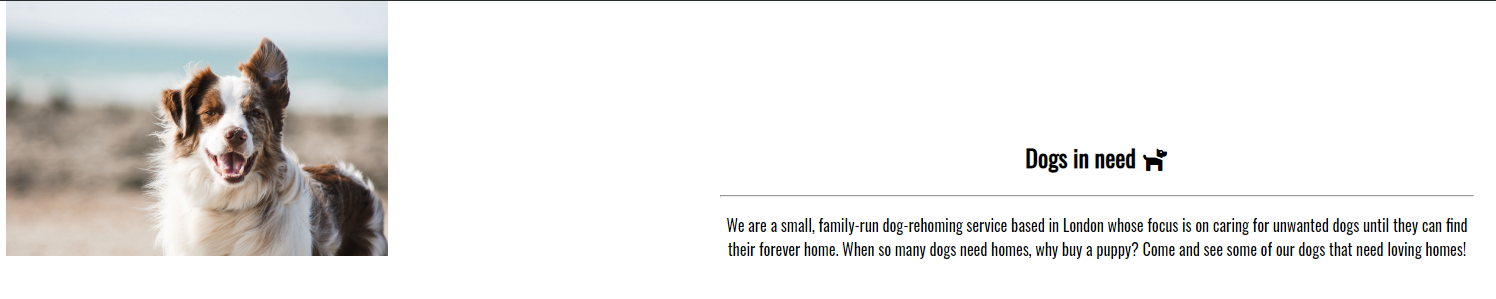 Dogs in need
We are a small, family-run dog-rehoming service based in London whose focus is on caring for unwanted dogs until they can find
their forever home. When so many dogs need homes, why buy a puppy? Come and see some of our dogs that need loving homes!